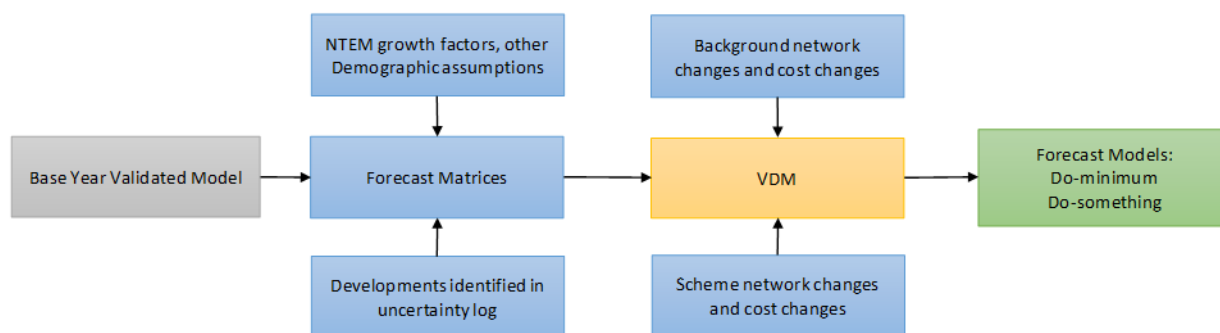 NTEM growth factors, other
Demographic assumptions
Background network
changes and cost changes
Base Year Validated Model
Forecast Matrices
VDM
Forecast Models:
Do-minimum
Do-something
Developments identified in
uncertainty log
Scheme network changes
and cost changes